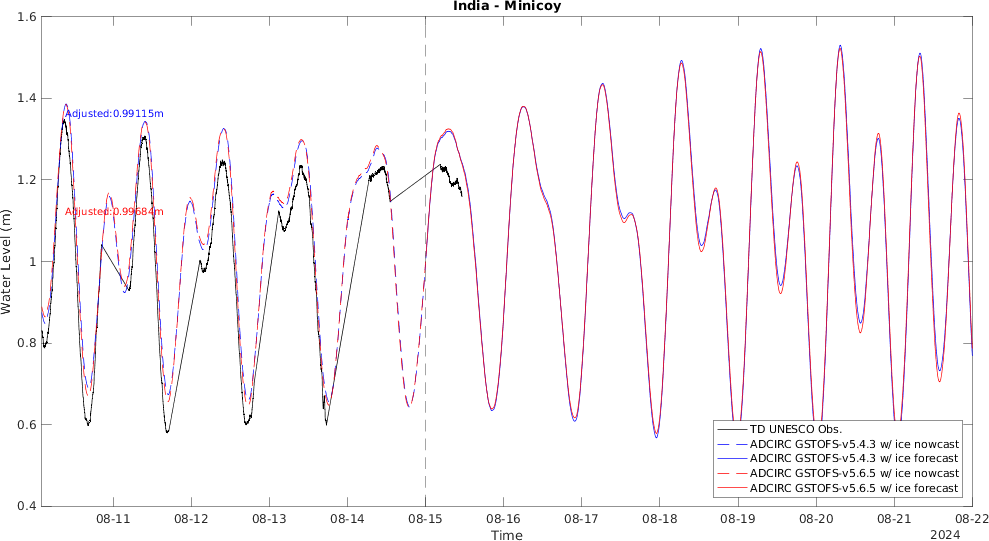 India - Minicoy
1.6
1.4
1.2
1
0.8
0.6
0.4
Water Level (m)
Adjusted:0.99115m
Adjusted:0.99684m
TD UNESCO Obs.
ADCIRC GSTOFS-v5.4.3 w/ ice nowcast
ADCIRC GSTOFS-v5.4.3 w/ ice forecast
ADCIRC GSTOFS-v5.6.5 w/ ice nowcast
ADCIRC GSTOFS-v5.6.5 w/ ice forecast
08-11 08-12 08-13 08-14 08-15 08-16 08-17 08-18 08-19 08-20 08-21 08-22
Time
2024